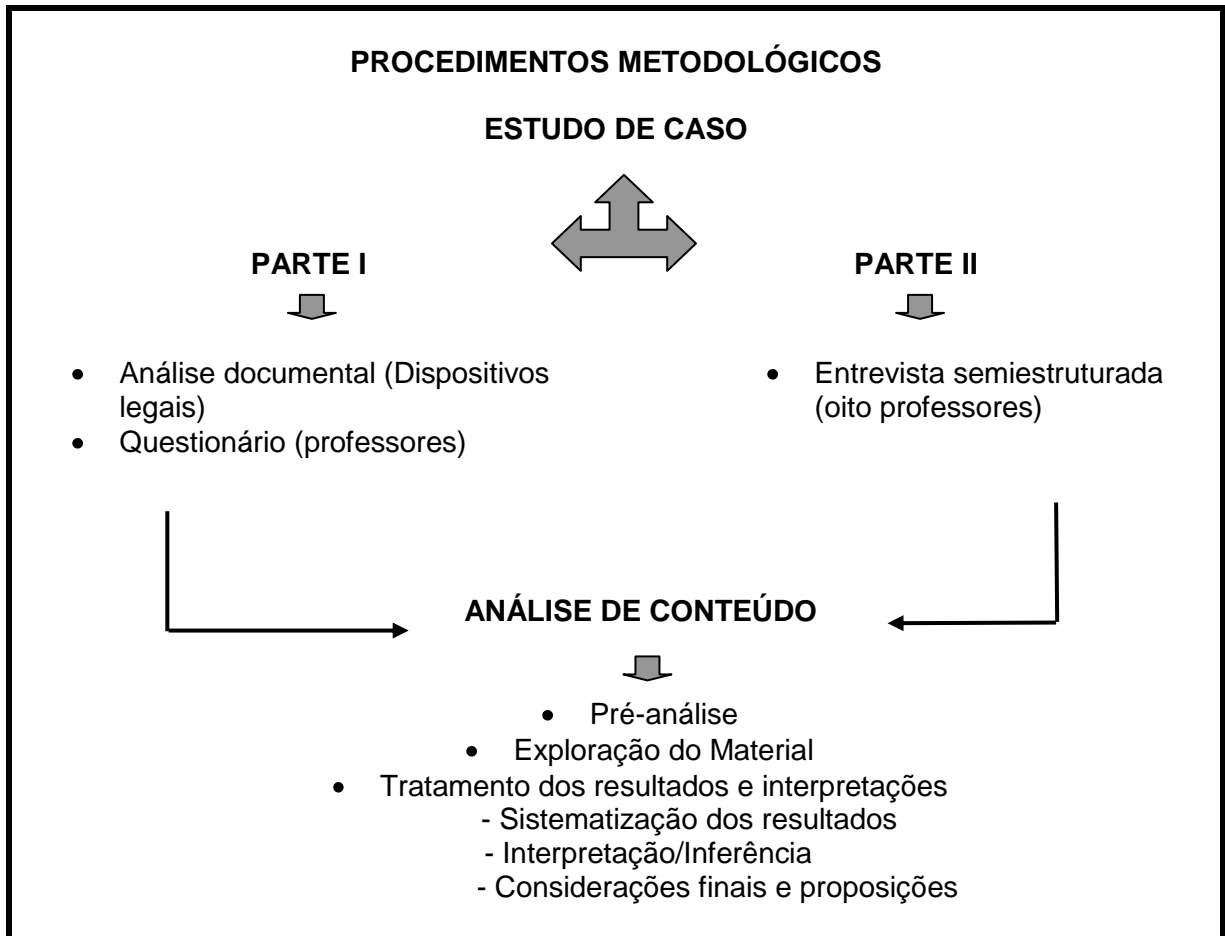 PROCEDIMENTOS METODOLÓGICOS
ESTUDO DE CASO
PARTE I
• Análise documental (Dispositivos
legais)
• Questionário (professores)
PARTE II
• Entrevista semiestruturada
(oito professores)
ANÁLISE DE CONTEÚDO
• Pré-análise
• Exploração do Material
• Tratamento dos resultados e interpretações
- Sistematização dos resultados
- Interpretação/Inferência
- Considerações finais e proposições